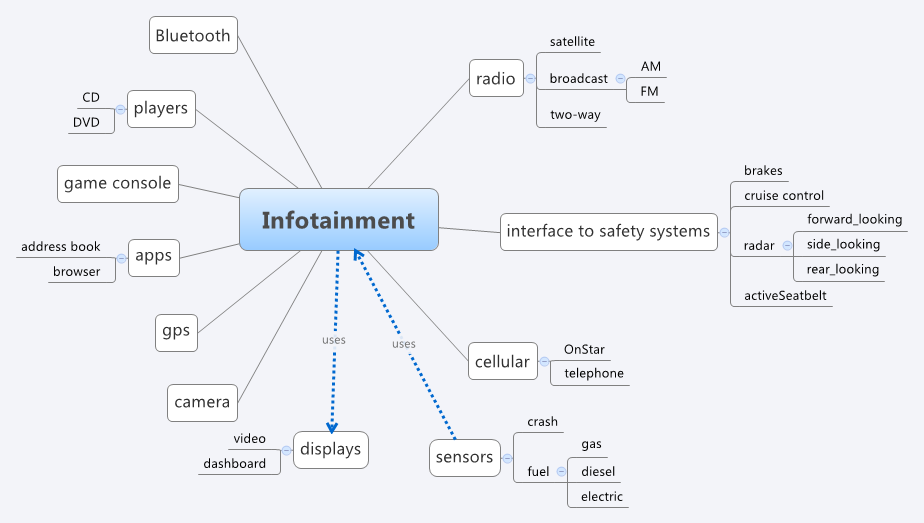 Bluetooth
players
CD
DVD
game console
apps
address book
browser
gps
camera
displays
video
dashboard
Infotainment
uses
uses
radio
satellite
broadcast
AM
FM
two-way
interface to safety systems
brakes
cruise control
radar
forward_looking
side_looking
rear_looking
activeSeatbelt
cellular
OnStar
telephone
sensors
crash
fuel
gas
diesel
electric